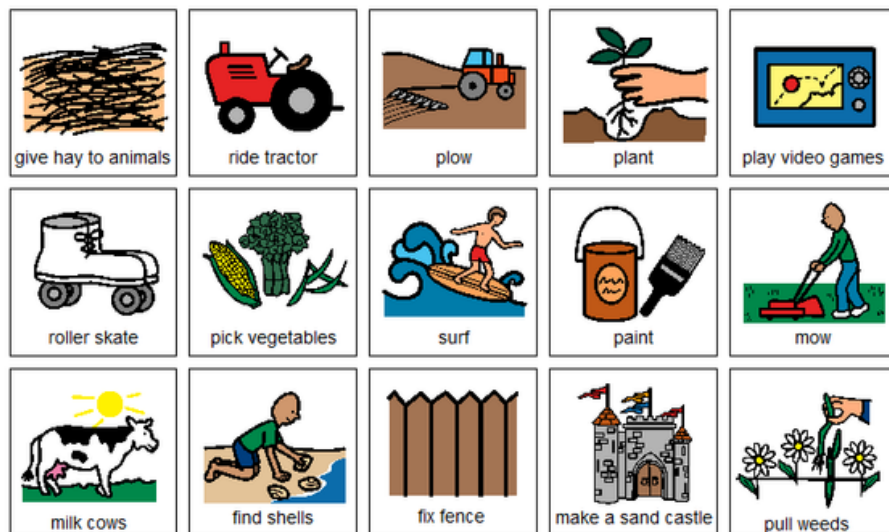 give hay to animals
ride tractor
plow
plant
play video games
roller skate
pick vegetables
surf
paint
mow
milk cows
find shells
fix fence
make a sand castle
pull weeds